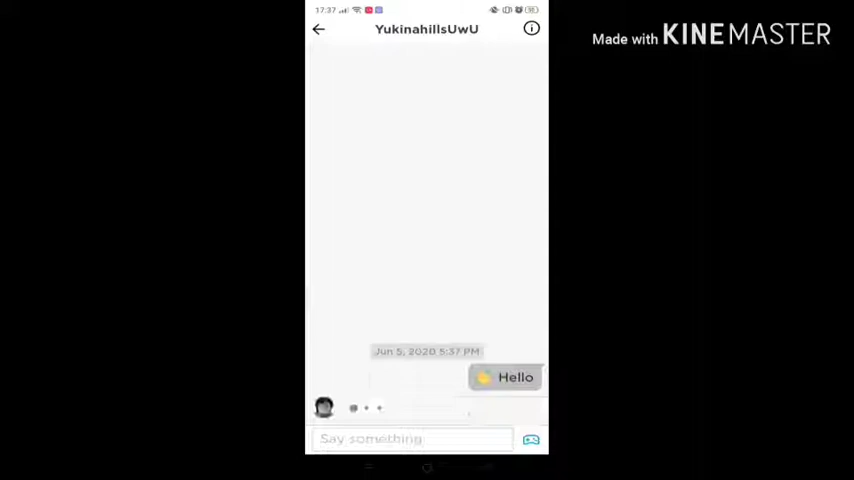 17:37
YukinahillsUwU
Made with KINEMASTER
Jun 5, 2020 5:37 PM
👋 Hello
Say something